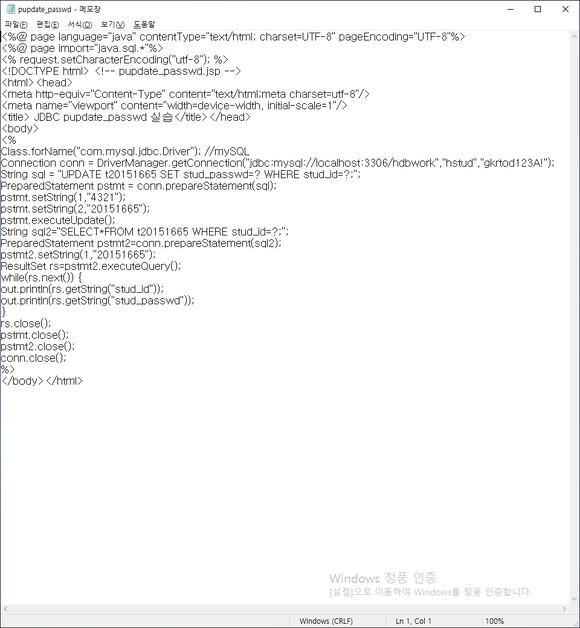 pupdate_passwd - 메모장
파일(F) 편집(E) 서식(O) 보기(V) 도움말
<%@ page language="java" contentType="text/html; charset=UTF-8" pageEncoding="UTF-8"%>
<%@ page import="java.sql.*"%>
<% request.setCharacterEncoding("utf-8"); %>
<!DOCTYPE html> <!-- pupdate_passwd.jsp -->
<html><head>
<meta http-equiv="Content-Type" content="text/html;meta charset=utf-8"/>
<meta name="viewport" content="width=device-width, initial-scale=1"/>
<title> JDBC pupdate_passwd 실습</title></head>
<body>
<%
Class.forName("com.mysql.jdbc.Driver"); //mySQL
Connection conn = DriverManager.getConnection("jdbc:mysql://localhost:3306/hdbwork","hstud","gkrtod123A!");
String sql = "UPDATE t20151665 SET stud_passwd=? WHERE stud_id=?;";
PreparedStatement pstmt = conn.prepareStatement(sql);
pstmt.setString(1,"4321");
pstmt.setString(2,"20151665");
pstmt.executeUpdate();
String sql2="SELECT*FROM t20151665 WHERE stud_id=?;";
PreparedStatement pstmt2=conn.prepareStatement(sql2);
pstmt2.setString(1,"20151665");
ResultSet rs=pstmt2.executeQuery();
while(rs.next()) {
out.println(rs.getString("stud_id"));
out.println(rs.getString("stud_passwd"));
}
rs.close();
pstmt.close();
pstmt2.close();
conn.close();
%>
</body></html>
Windows 정품 인증
[설정]으로 이동하여 Windows를 정품 인증합니다.
Windows (CRLF) Ln 1, Col 1 100%